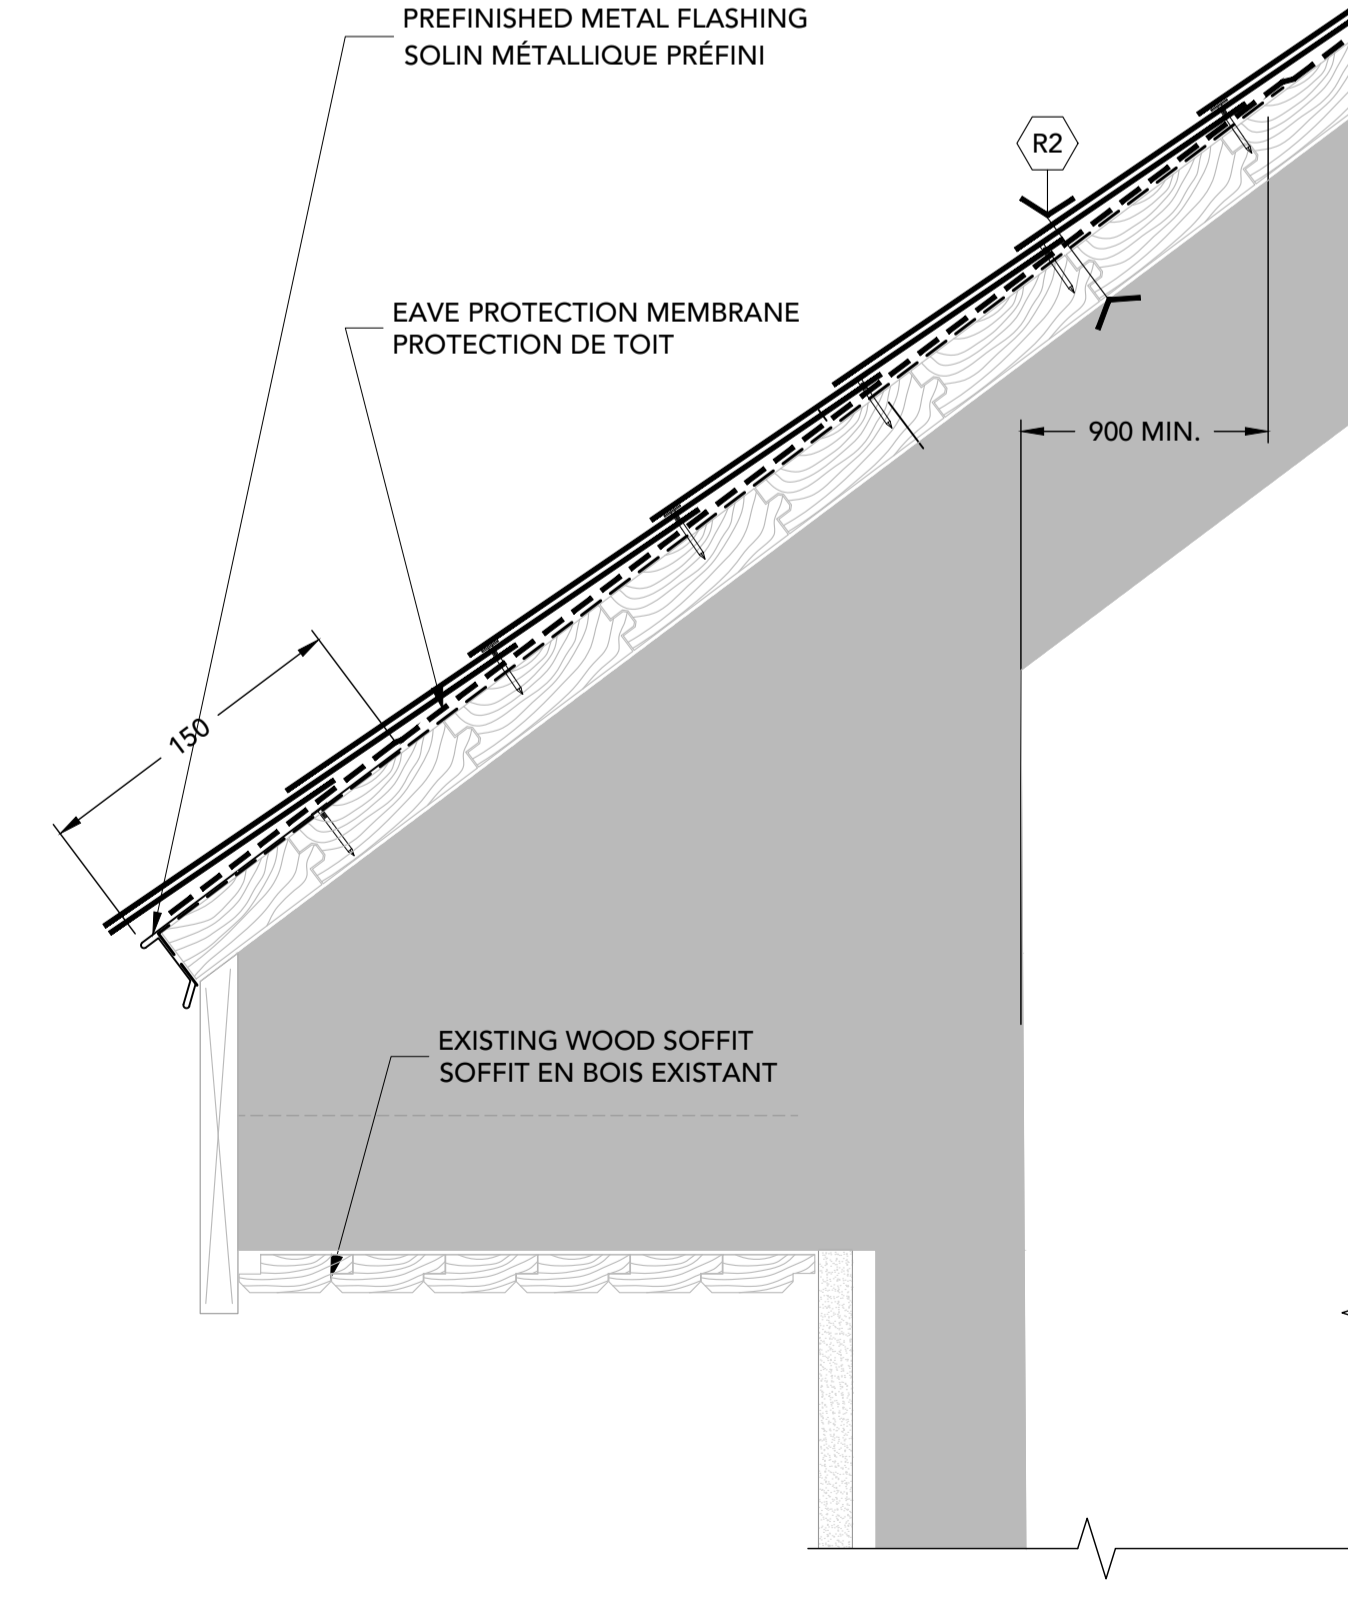 PREFINISHED METAL FLASHING
SOLIN MÉTALLIQUE PRÉFINI
R2
EAVE PROTECTION MEMBRANE
PROTECTION DE TOIT
900 MIN.
150
EXISTING WOOD SOFFIT
SOFFIT EN BOIS EXISTANT